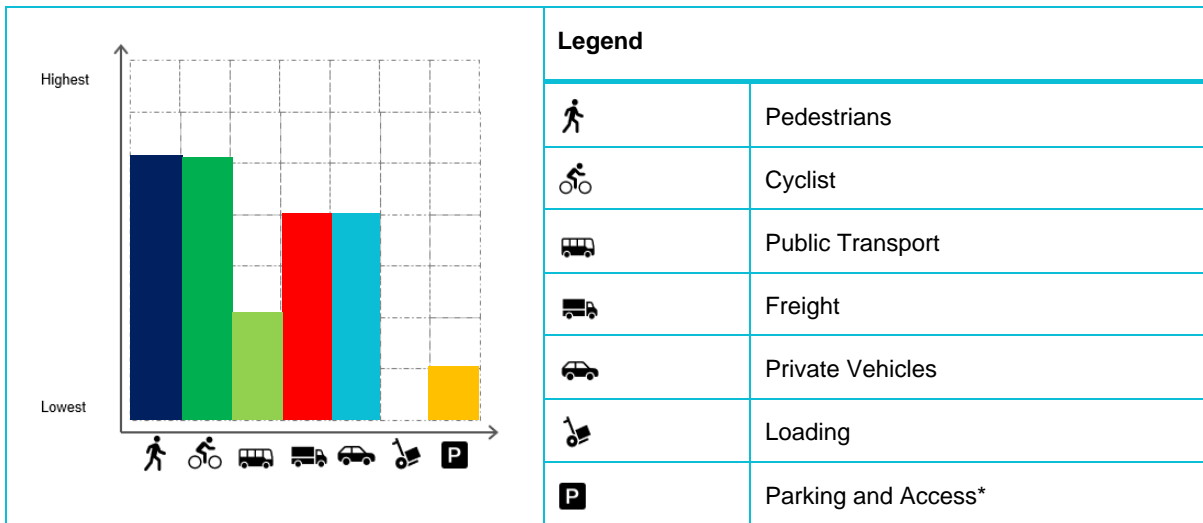 Highest
Lowest
P
Legend
Pedestrians
Cyclist
Public Transport
Freight
Private Vehicles
Loading
P
Parking and Access*